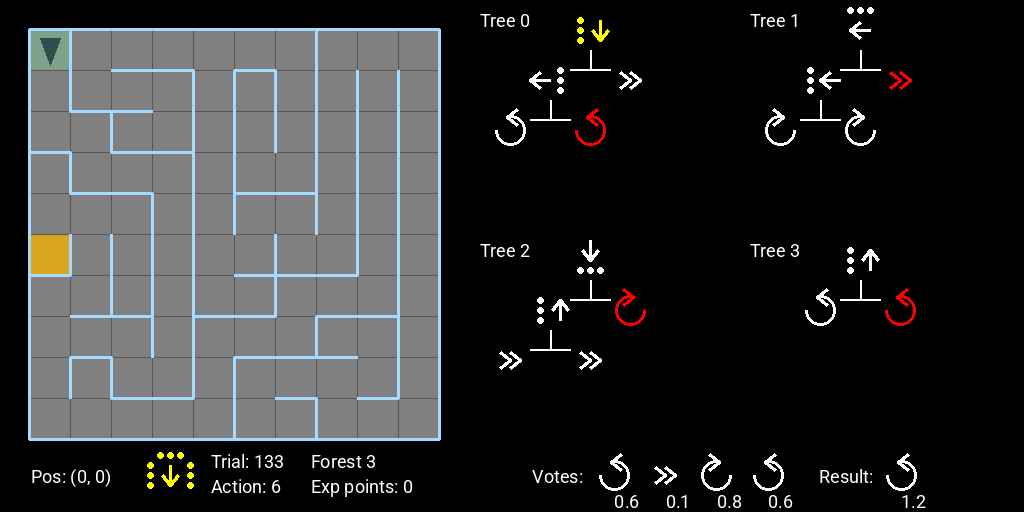 Tree 0
Tree 1
Tree 2
Tree 3
Pos: (0, 0)
Trial: 133
Forest 3
Action: 6
Exp points: 0
Votes:
0.6
0.1
0.8
0.6
Result:
1.2